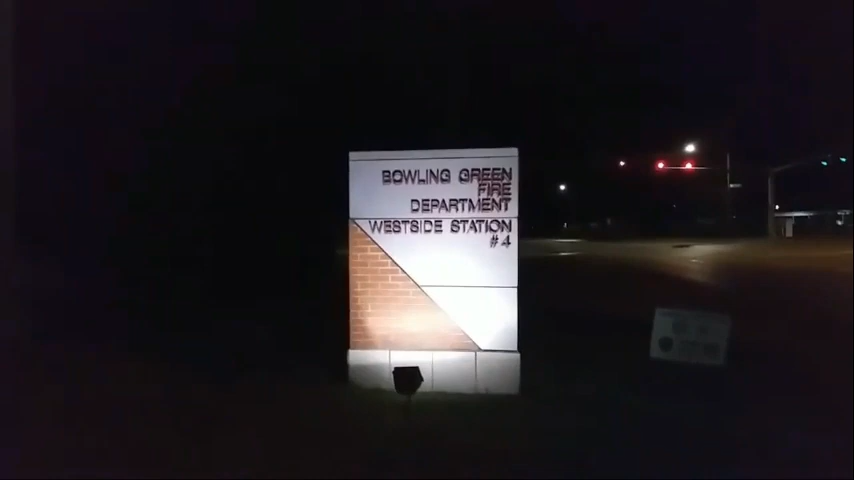 BOWLING GREEN
FIRE
DEPARTMENT
WESTSIDE STATION
#4